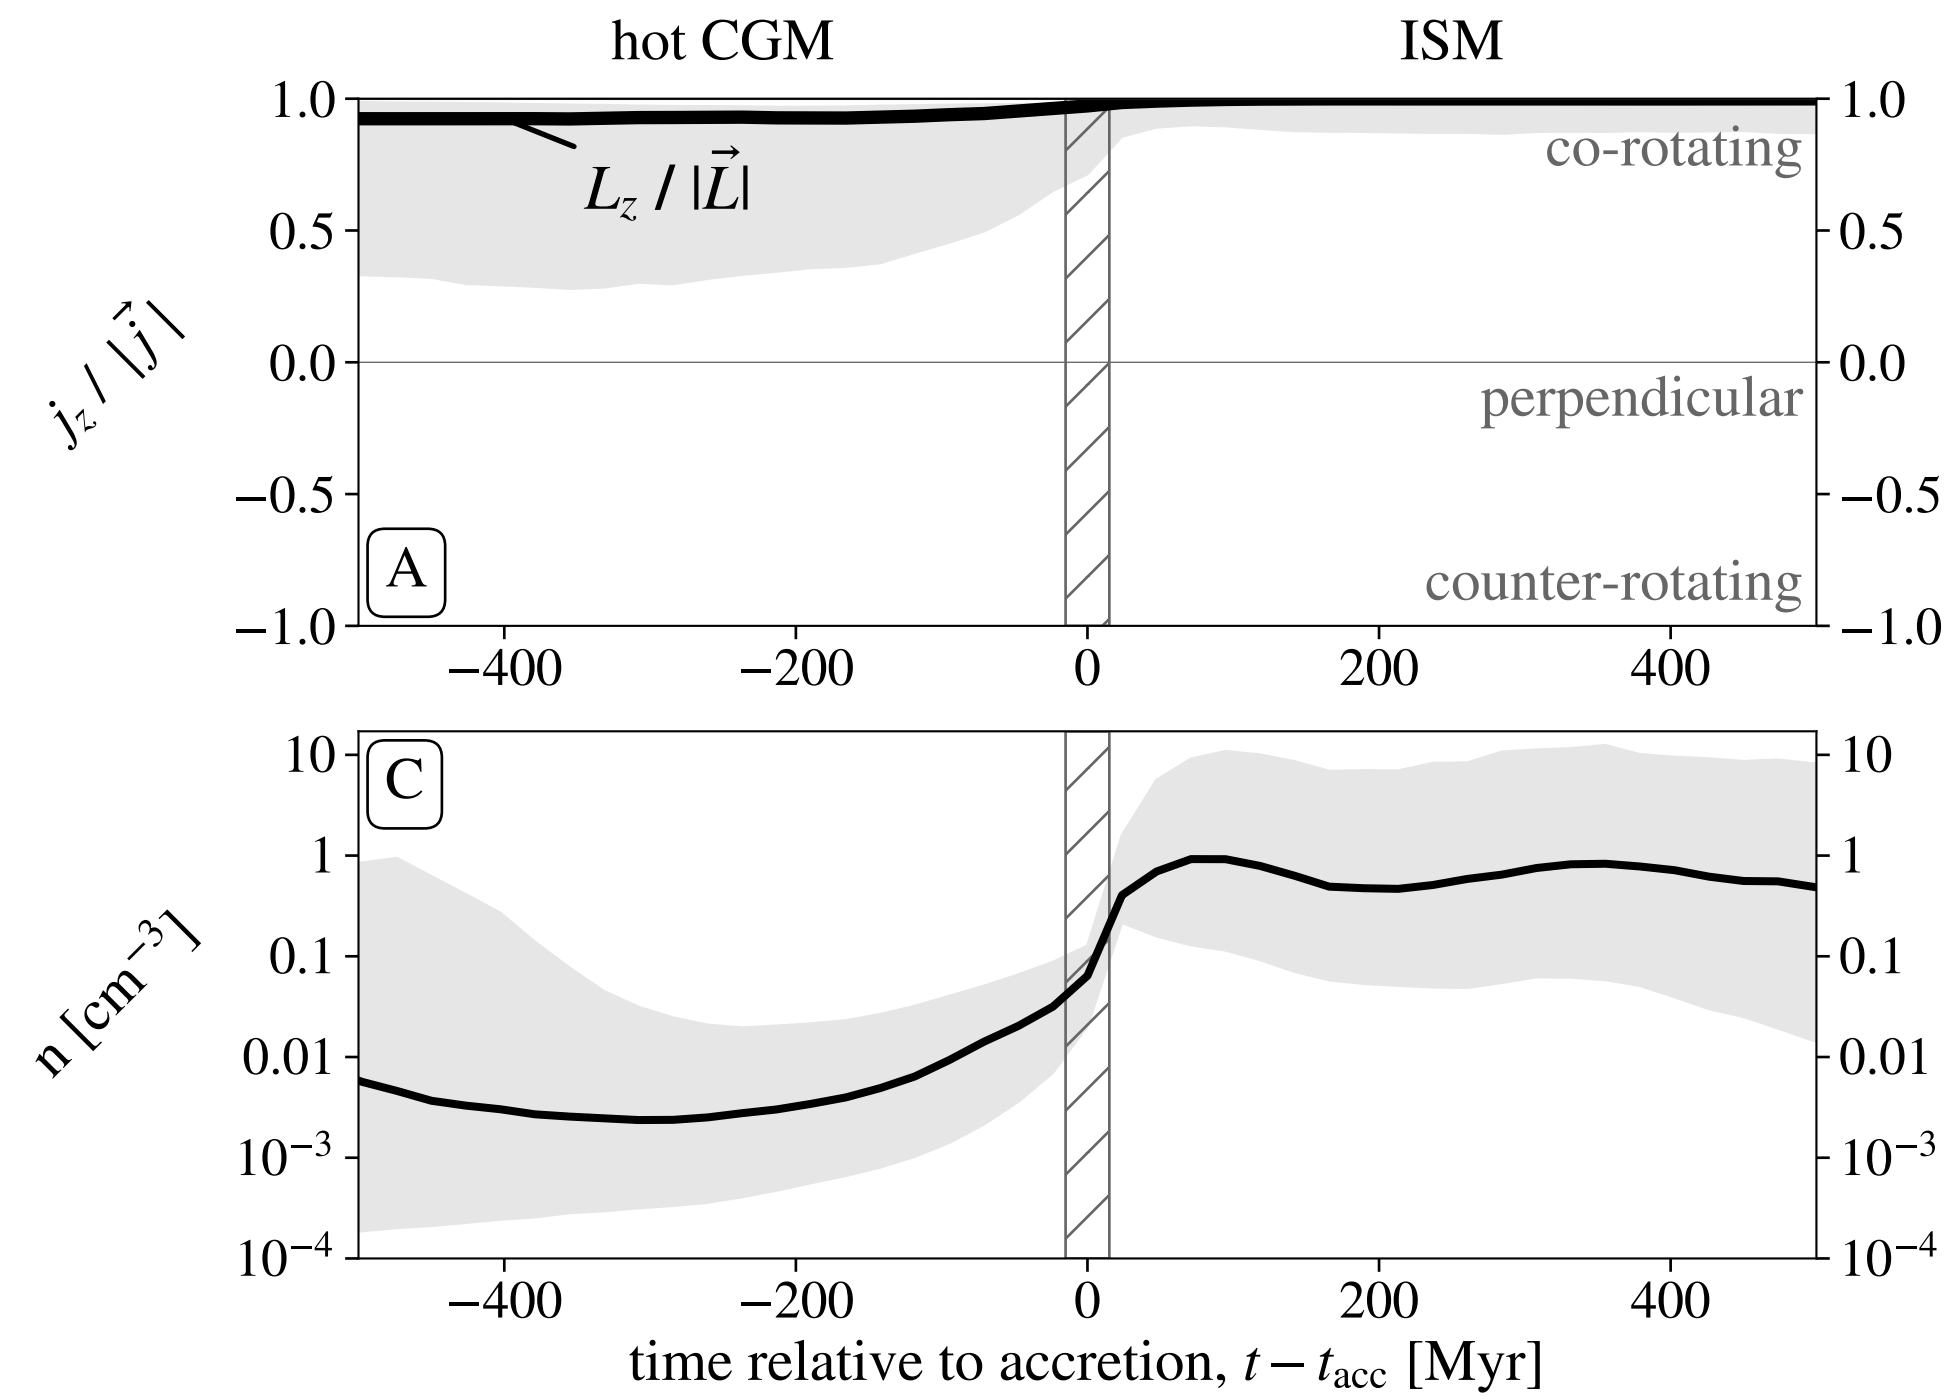 hot CGM ISM
1.0 1.0
L_z / |L⃗|
co-rotating
0.5 0.5
j_z / |j⃗|
0.0 0.0
perpendicular
−0.5 −0.5
A
counter-rotating
−1.0 −1.0
−400 −200 0 200 400
C
10 10
1 1
n [cm⁻³]
0.1 0.1
0.01 0.01
10⁻³ 10⁻³
10⁻⁴ 10⁻⁴
−400 −200 0 200 400
time relative to accretion, t − t_acc [Myr]